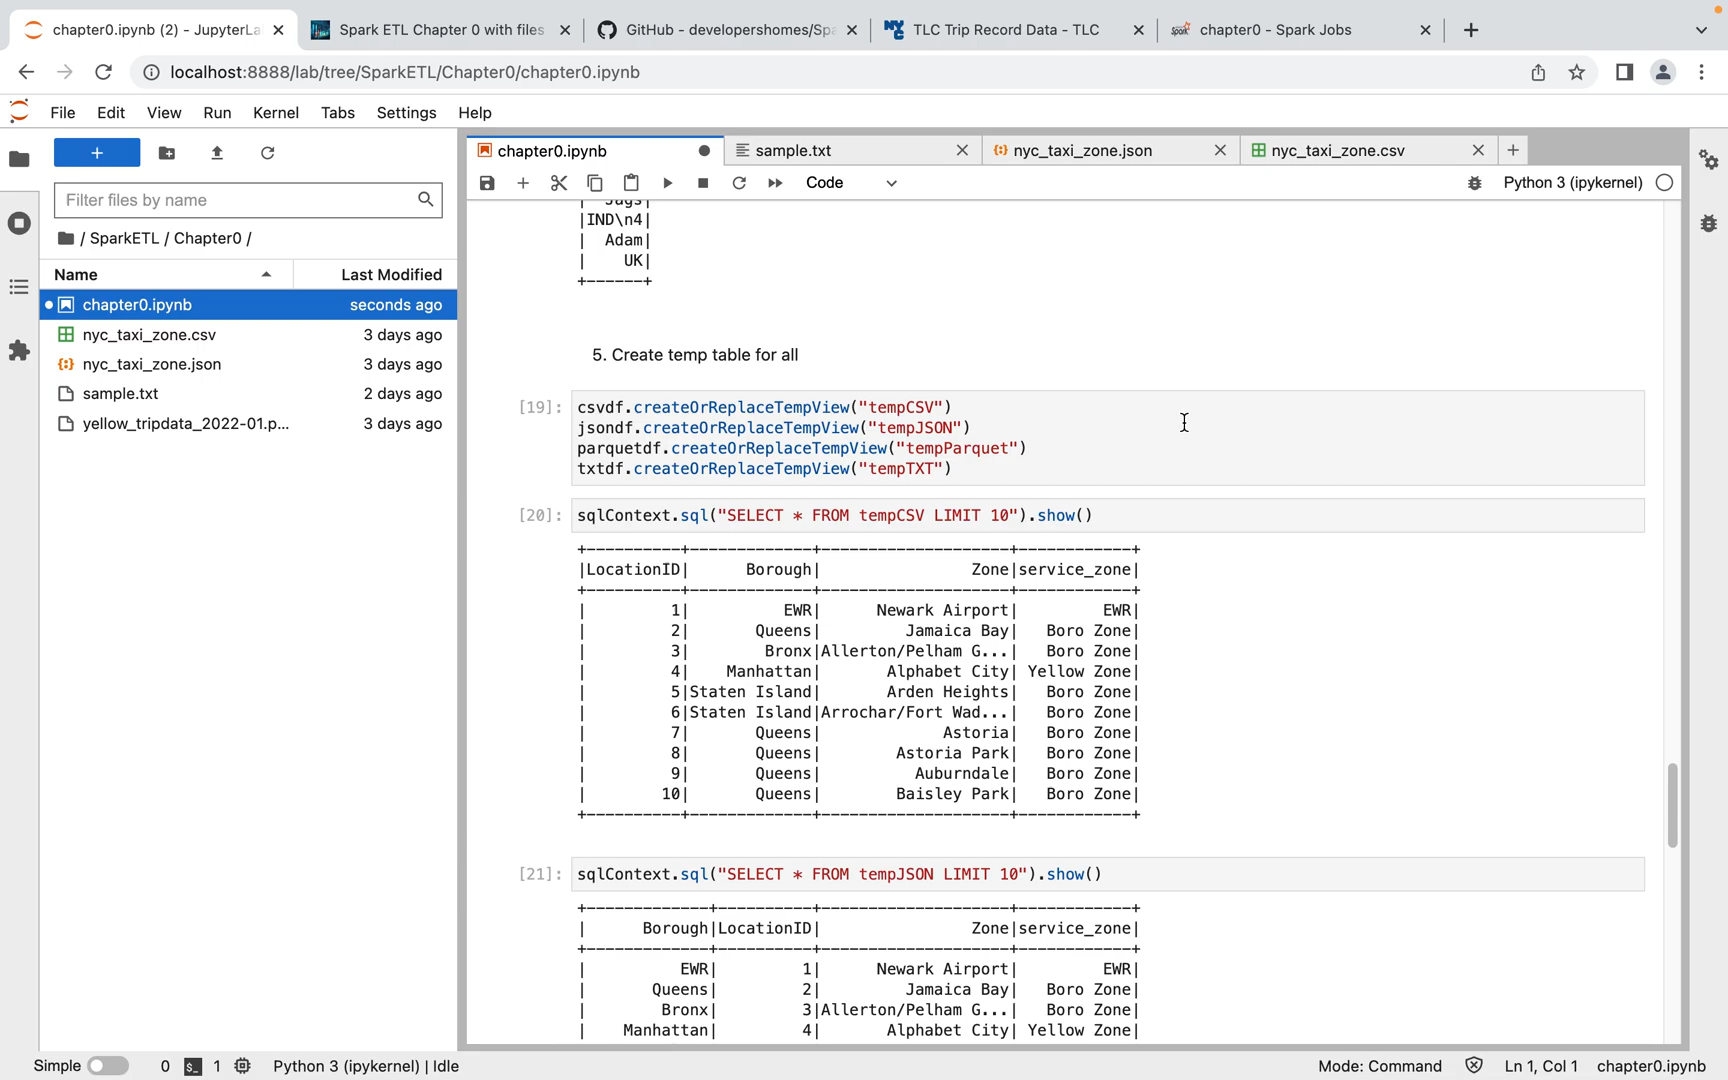 chapter0.ipynb (2) - JupyterLa
Spark ETL Chapter 0 with files
GitHub - developershomes/Spa
TLC Trip Record Data - TLC
chapter0 - Spark Jobs
localhost:8888/lab/tree/SparkETL/Chapter0/chapter0.ipynb
File Edit View Run Kernel Tabs Settings Help
Filter files by name
/ SparkETL / Chapter0 /
Name Last Modified
chapter0.ipynb seconds ago
nyc_taxi_zone.csv 3 days ago
nyc_taxi_zone.json 3 days ago
sample.txt 2 days ago
yellow_tripdata_2022-01.p... 3 days ago
chapter0.ipynb
sample.txt
nyc_taxi_zone.json
nyc_taxi_zone.csv
Code
Python 3 (ipykernel)
| Jags|
|IND\n4|
| Adam|
| UK|
+------+
5. Create temp table for all
[19]: csvdf.createOrReplaceTempView("tempCSV")
jsondf.createOrReplaceTempView("tempJSON")
parquetdf.createOrReplaceTempView("tempParquet")
txtdf.createOrReplaceTempView("tempTXT")
[20]: sqlContext.sql("SELECT * FROM tempCSV LIMIT 10").show()
+----------+-------------+--------------------+------------+
|LocationID| Borough| Zone|service_zone|
+----------+-------------+--------------------+------------+
| 1| EWR| Newark Airport| EWR|
| 2| Queens| Jamaica Bay| Boro Zone|
| 3| Bronx|Allerton/Pelham G...| Boro Zone|
| 4| Manhattan| Alphabet City| Yellow Zone|
| 5|Staten Island| Arden Heights| Boro Zone|
| 6|Staten Island|Arrochar/Fort Wad...| Boro Zone|
| 7| Queens| Astoria| Boro Zone|
| 8| Queens| Astoria Park| Boro Zone|
| 9| Queens| Auburndale| Boro Zone|
| 10| Queens| Baisley Park| Boro Zone|
+----------+-------------+--------------------+------------+
[21]: sqlContext.sql("SELECT * FROM tempJSON LIMIT 10").show()
+-------------+----------+--------------------+------------+
| Borough|LocationID| Zone|service_zone|
+-------------+----------+--------------------+------------+
| EWR| 1| Newark Airport| EWR|
| Queens| 2| Jamaica Bay| Boro Zone|
| Bronx| 3|Allerton/Pelham G...| Boro Zone|
| Manhattan| 4| Alphabet City| Yellow Zone|
Simple 0 1 Python 3 (ipykernel) | Idle Mode: Command Ln 1, Col 1 chapter0.ipynb